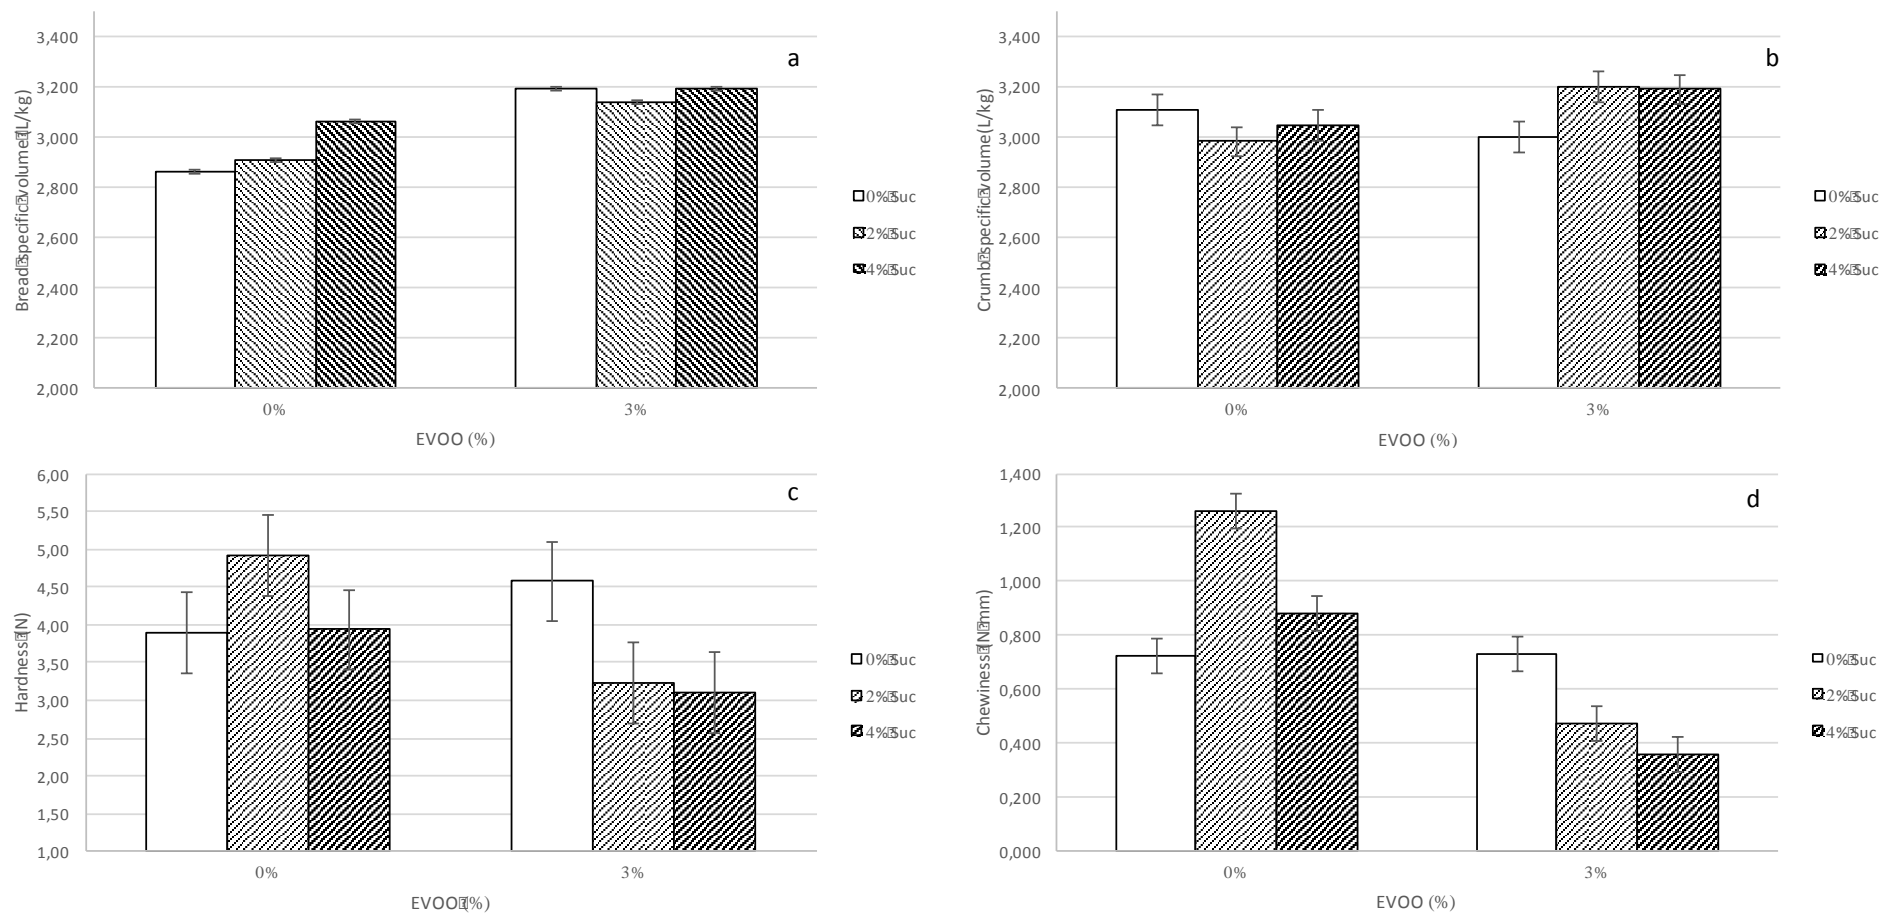 a
3,400
3,200
3,000
2,800
2,600
2,400
2,200
2,000
Bread specific volume (L/kg)
0%
3%
EVOO (%)
0% Suc
2% Suc
4% Suc
b
3,400
3,200
3,000
2,800
2,600
2,400
2,200
2,000
Crumb specific volume (L/kg)
0%
3%
EVOO (%)
0% Suc
2% Suc
4% Suc
c
6,00
5,50
5,00
4,50
4,00
3,50
3,00
2,50
2,00
1,50
1,00
Hardness (N)
0%
3%
EVOO (%)
0% Suc
2% Suc
4% Suc
d
1,400
1,200
1,000
0,800
0,600
0,400
0,200
0,000
Chewiness (N mm)
0%
3%
EVOO (%)
0% Suc
2% Suc
4% Suc